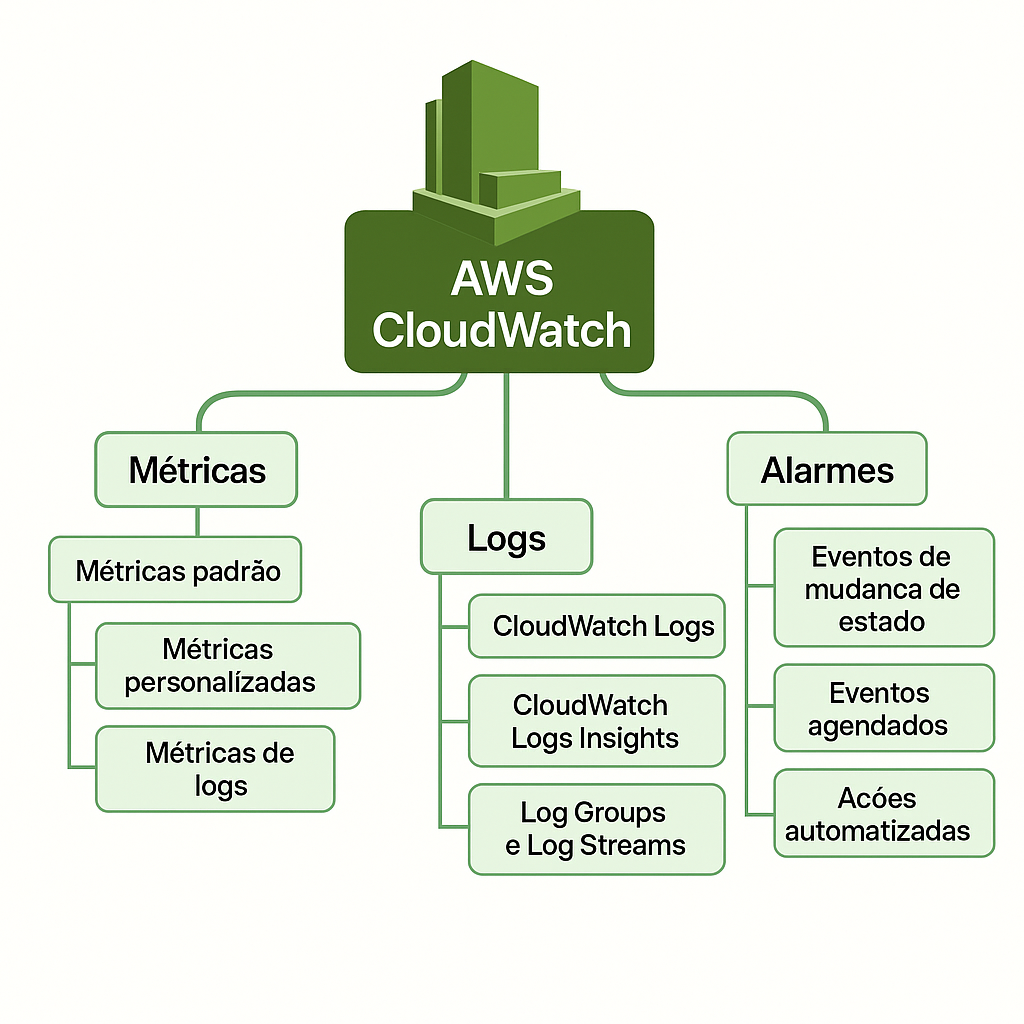 AWS
CloudWatch
Métricas
Métricas padrão
Métricas
personalízadas
Métricas de
logs
Logs
CloudWatch Logs
CloudWatch
Logs Insights
Log Groups
e Log Streams
Alarmes
Eventos de
mudanca de
estado
Eventos
agendados
Acóes
automatizadas